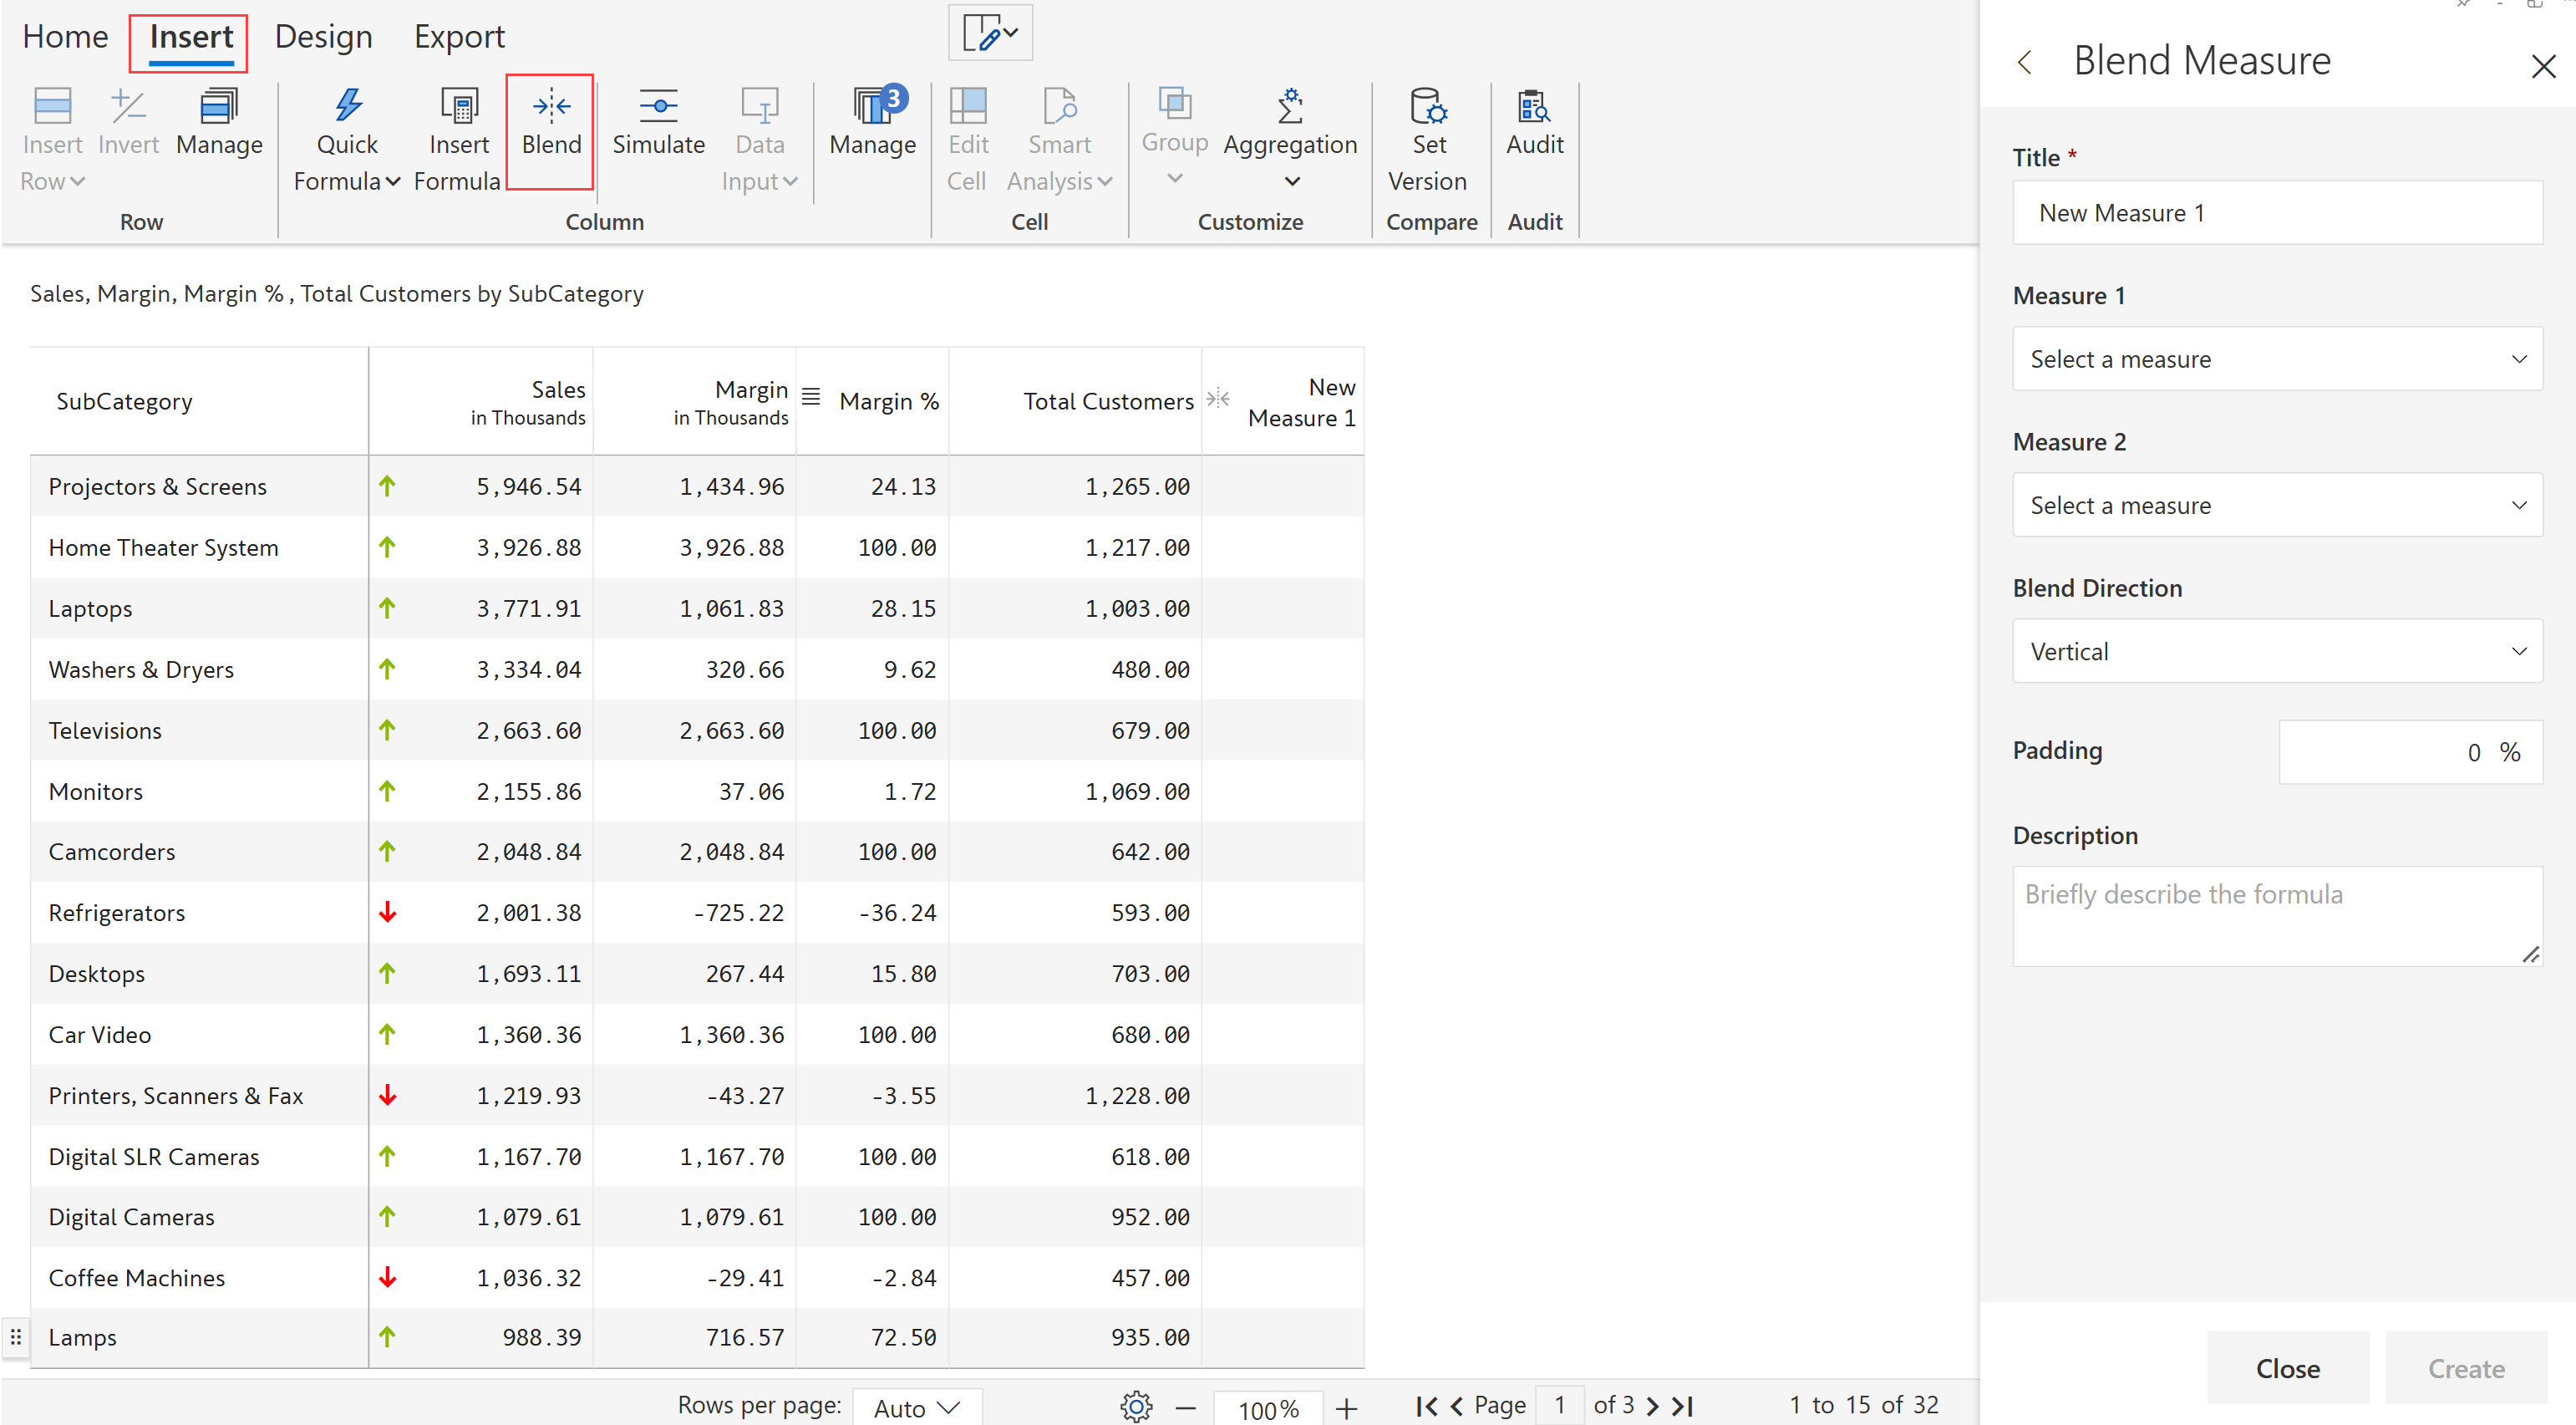 Home Insert Design Export
Insert Row Invert Manage
Quick Formula Insert Formula Blend Simulate Data Input Manage 3
Edit Cell Smart Analysis
Group Aggregation
Set Version
Audit
Row Column Cell Customize Compare Audit
Sales, Margin, Margin % , Total Customers by SubCategory
SubCategory Sales in Thousands Margin in Thousands Margin % Total Customers New Measure 1
Projectors & Screens 5,946.54 1,434.96 24.13 1,265.00
Home Theater System 3,926.88 3,926.88 100.00 1,217.00
Laptops 3,771.91 1,061.83 28.15 1,003.00
Washers & Dryers 3,334.04 320.66 9.62 480.00
Televisions 2,663.60 2,663.60 100.00 679.00
Monitors 2,155.86 37.06 1.72 1,069.00
Camcorders 2,048.84 2,048.84 100.00 642.00
Refrigerators 2,001.38 -725.22 -36.24 593.00
Desktops 1,693.11 267.44 15.80 703.00
Car Video 1,360.36 1,360.36 100.00 680.00
Printers, Scanners & Fax 1,219.93 -43.27 -3.55 1,228.00
Digital SLR Cameras 1,167.70 1,167.70 100.00 618.00
Digital Cameras 1,079.61 1,079.61 100.00 952.00
Coffee Machines 1,036.32 -29.41 -2.84 457.00
Lamps 988.39 716.57 72.50 935.00
Rows per page: Auto 100% Page 1 of 3 1 to 15 of 32
Blend Measure
Title *
New Measure 1
Measure 1
Select a measure
Measure 2
Select a measure
Blend Direction
Vertical
Padding 0 %
Description
Briefly describe the formula
Close Create